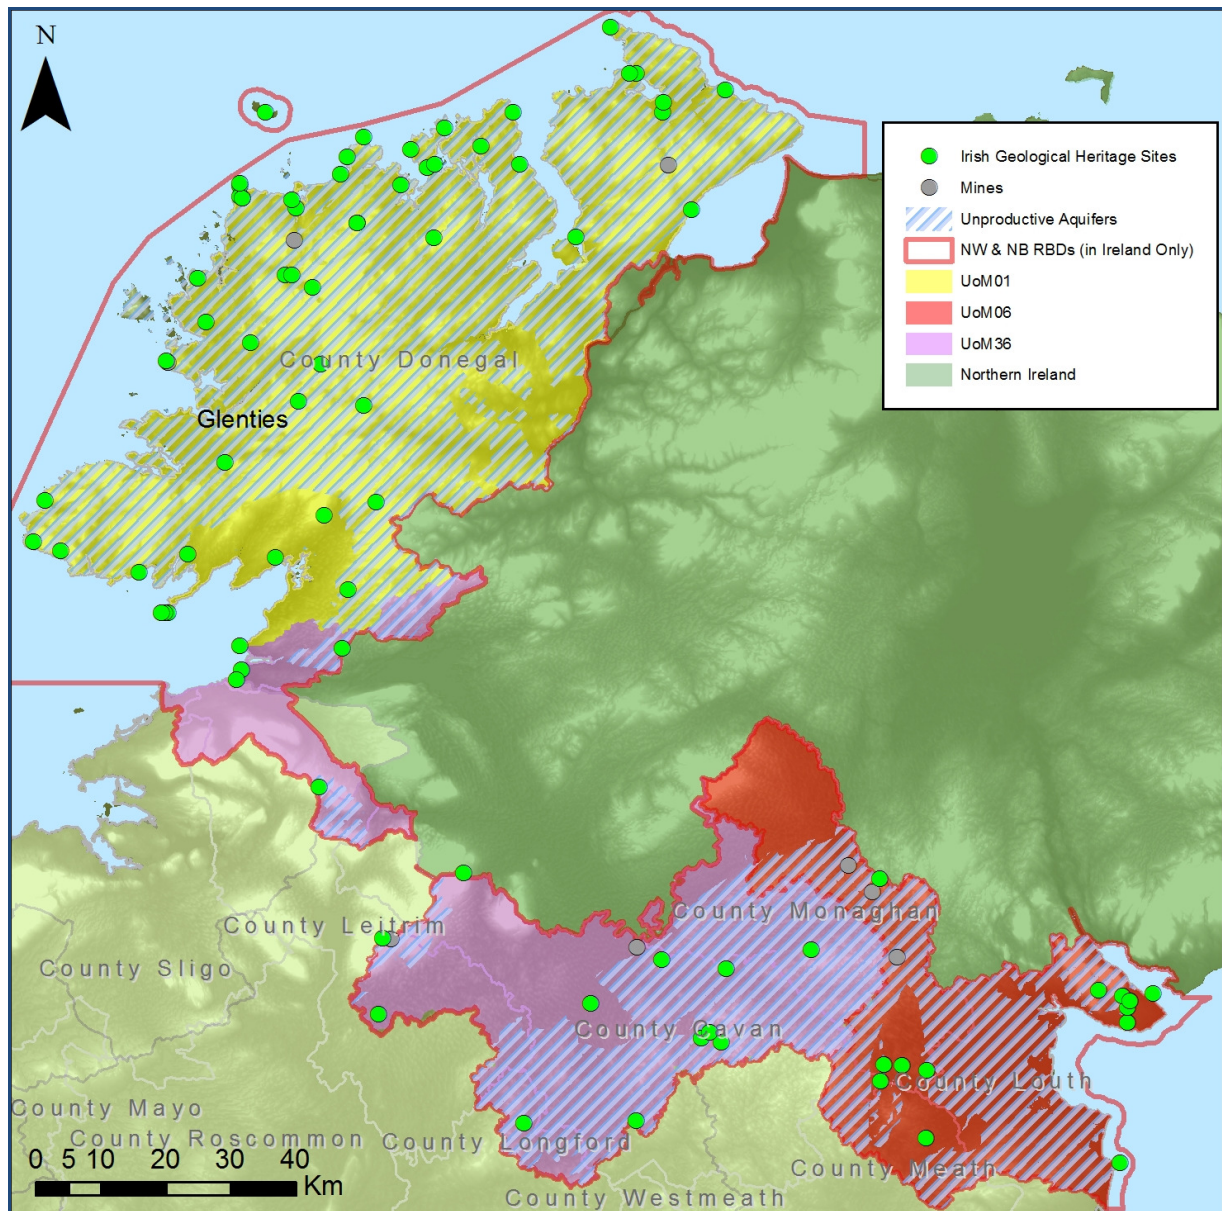 N
Irish Geological Heritage Sites
Mines
Unproductive Aquifers
NW & NB RBDs (in Ireland Only)
UoM01
UoM06
UoM36
Northern Ireland
County Donegal
Glenties
County Monaghan
County Leitrim
County Sligo
County Cavan
County Louth
County Mayo
County Roscommon
County Longford
County Meath
County Westmeath
0 5 10 20 30 40
Km